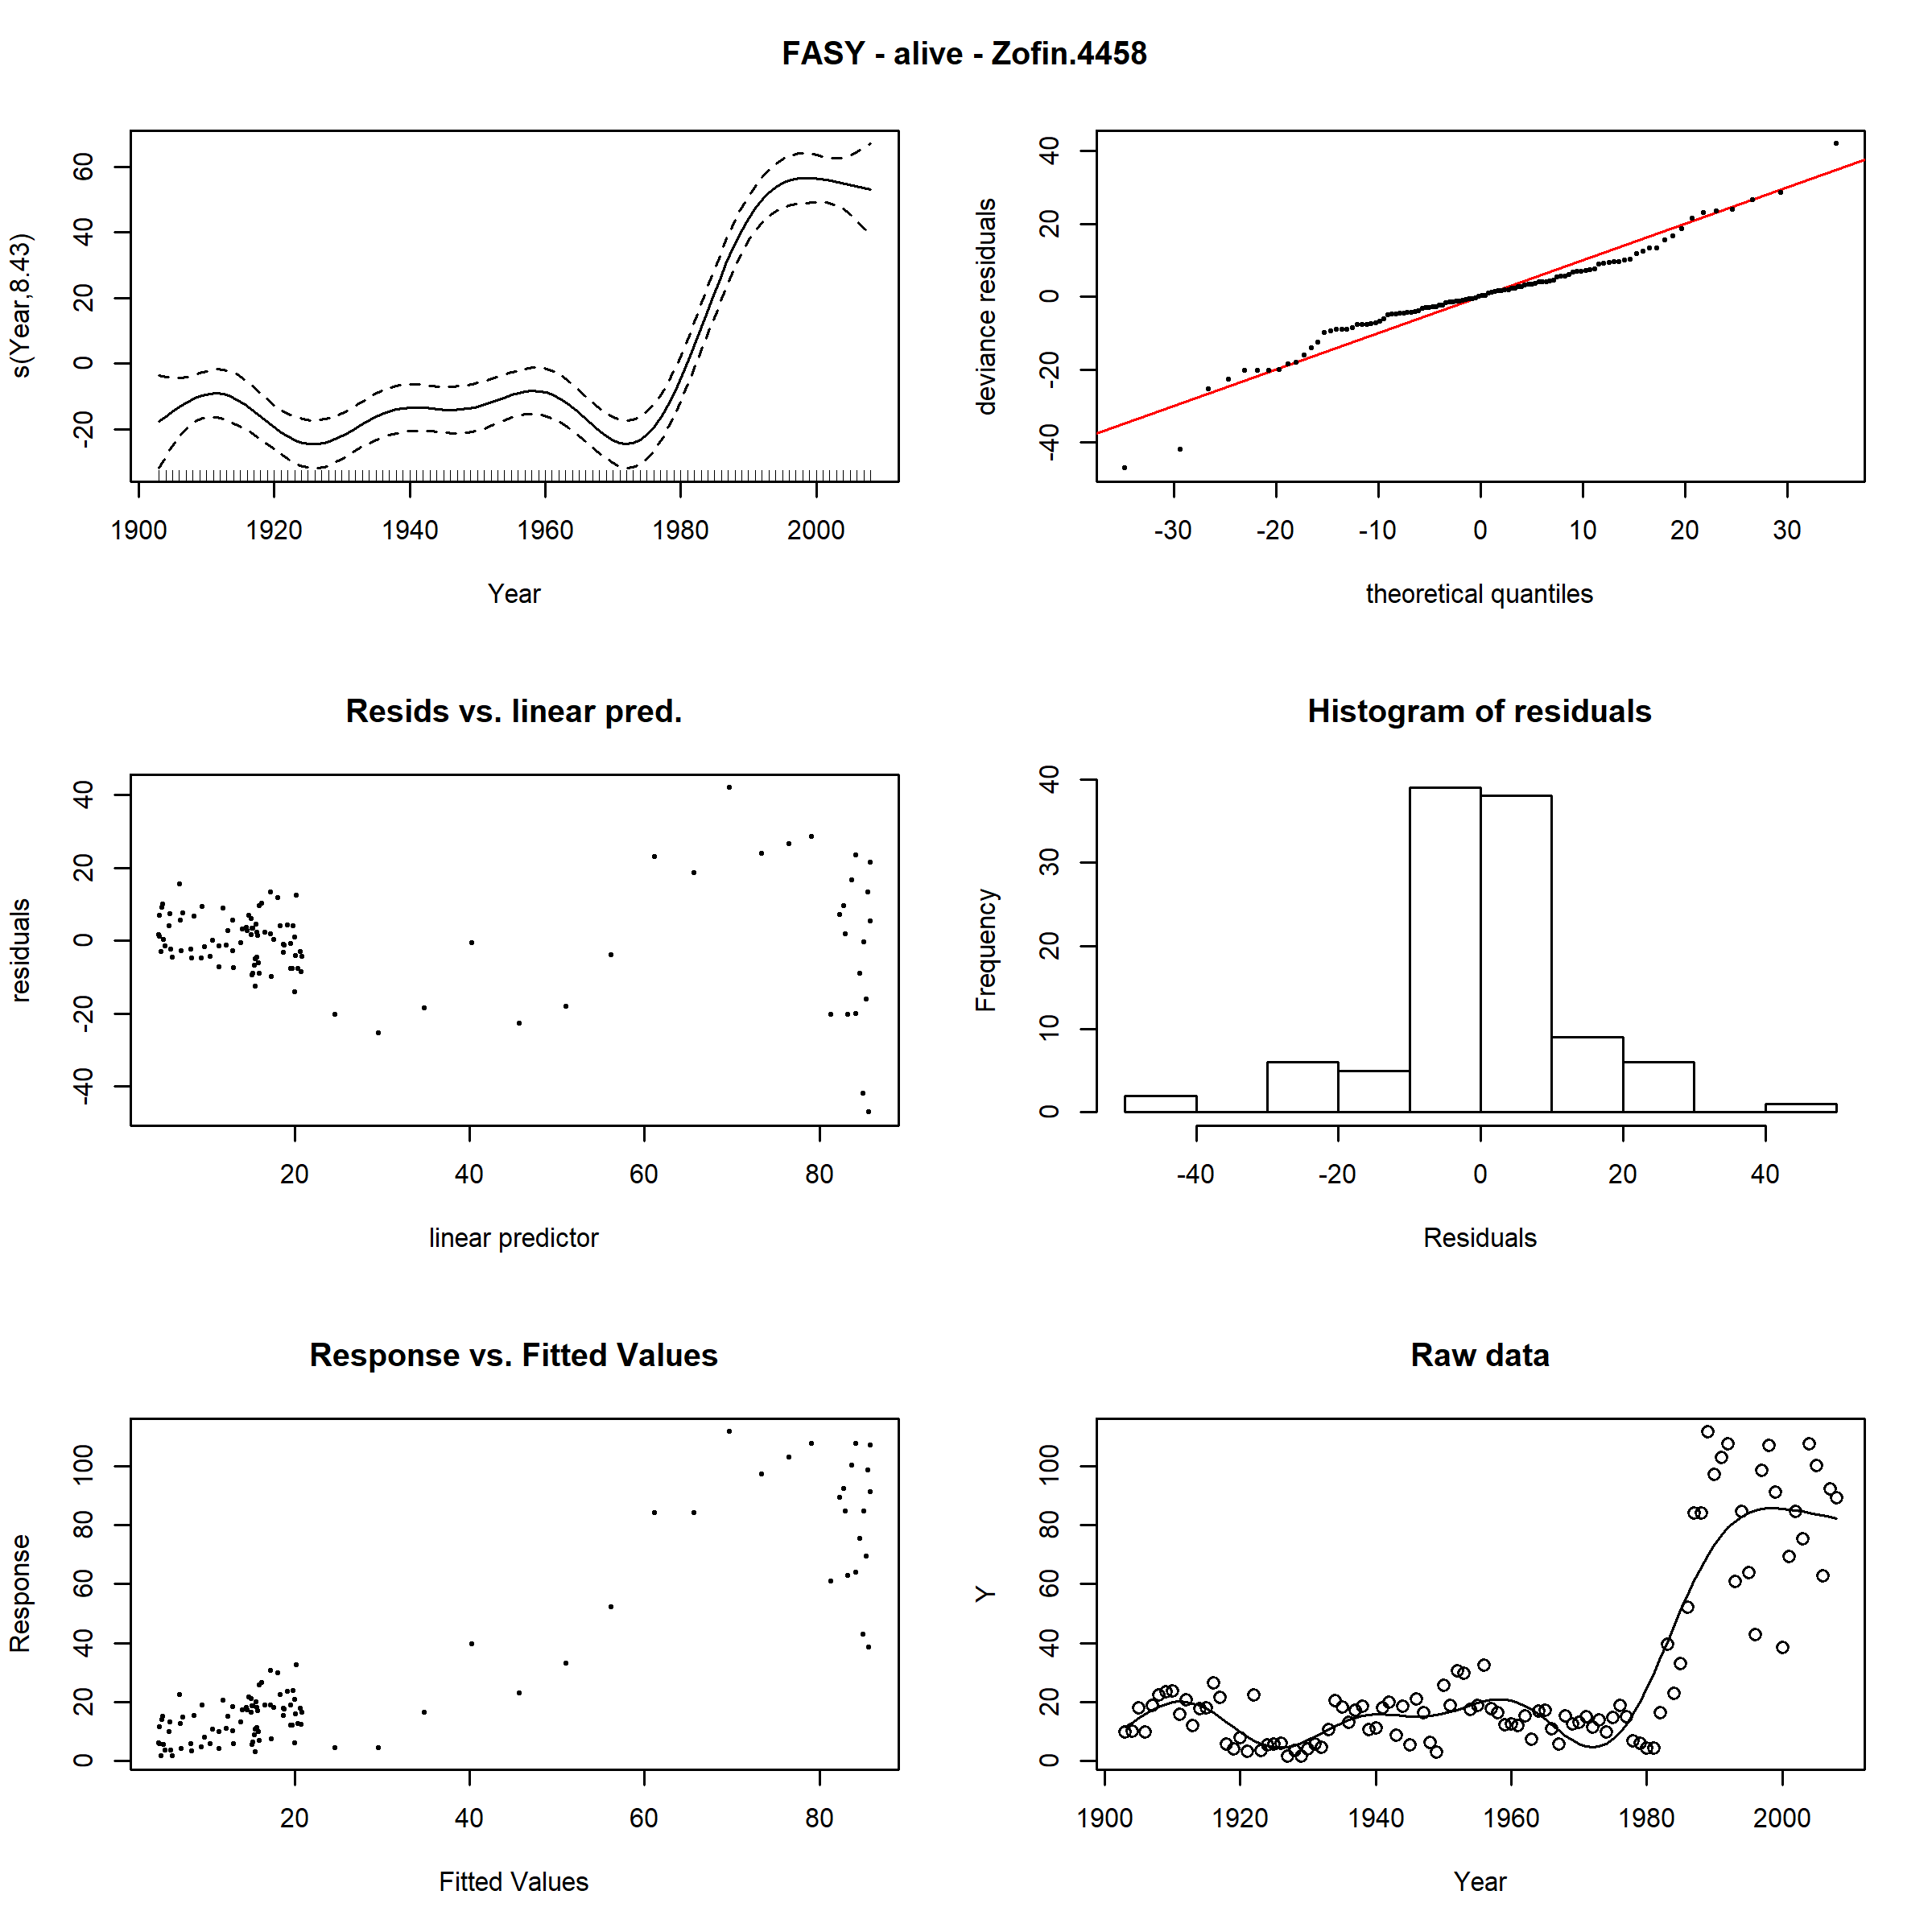 FASY - alive - Zofin.4458
s(Year,8.43)
-20 0 20 40 60
1900 1920 1940 1960 1980 2000
Year
deviance residuals
-40 -20 0 20 40
-30 -20 -10 0 10 20 30
theoretical quantiles
Resids vs. linear pred.
residuals
-40 -20 0 20 40
20 40 60 80
linear predictor
Histogram of residuals
Frequency
0 10 20 30 40
-40 -20 0 20 40
Residuals
Response vs. Fitted Values
Response
0 20 40 60 80 100
20 40 60 80
Fitted Values
Raw data
Y
0 20 40 60 80 100
1900 1920 1940 1960 1980 2000
Year